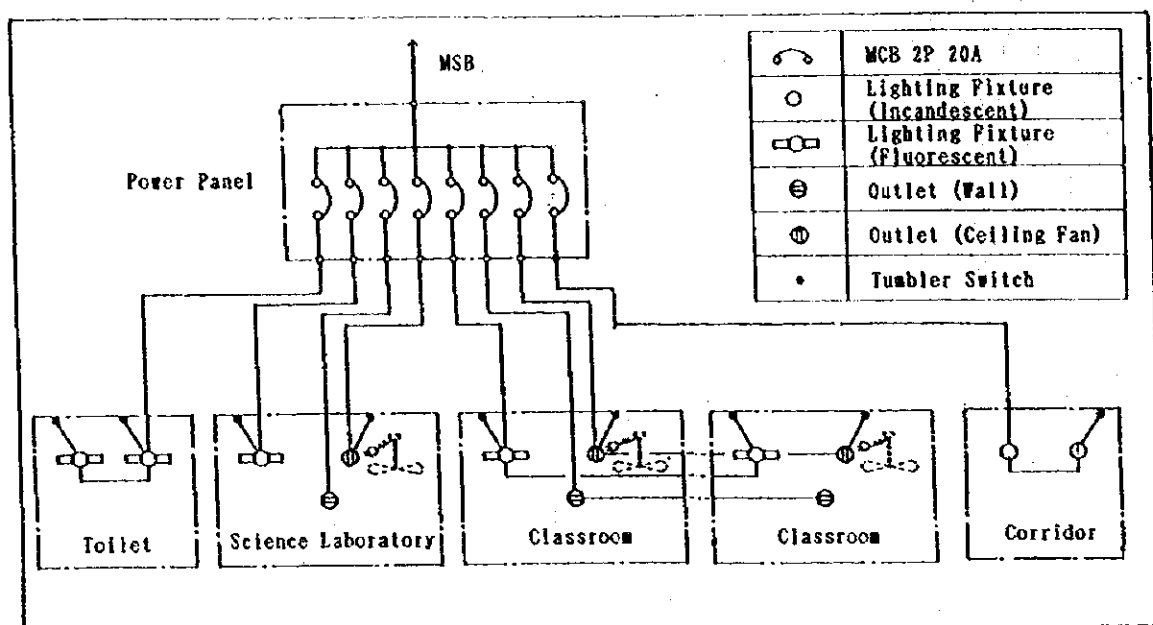 MSB
Power Panel
MCB 2P 20A
Lighting Fixture
(Incandescent)
Lighting Fixture
(Fluorescent)
Outlet (Wall)
Outlet (Ceiling Fan)
Tumbler Switch
Toilet
Science Laboratory
Classroom
Classroom
Corridor